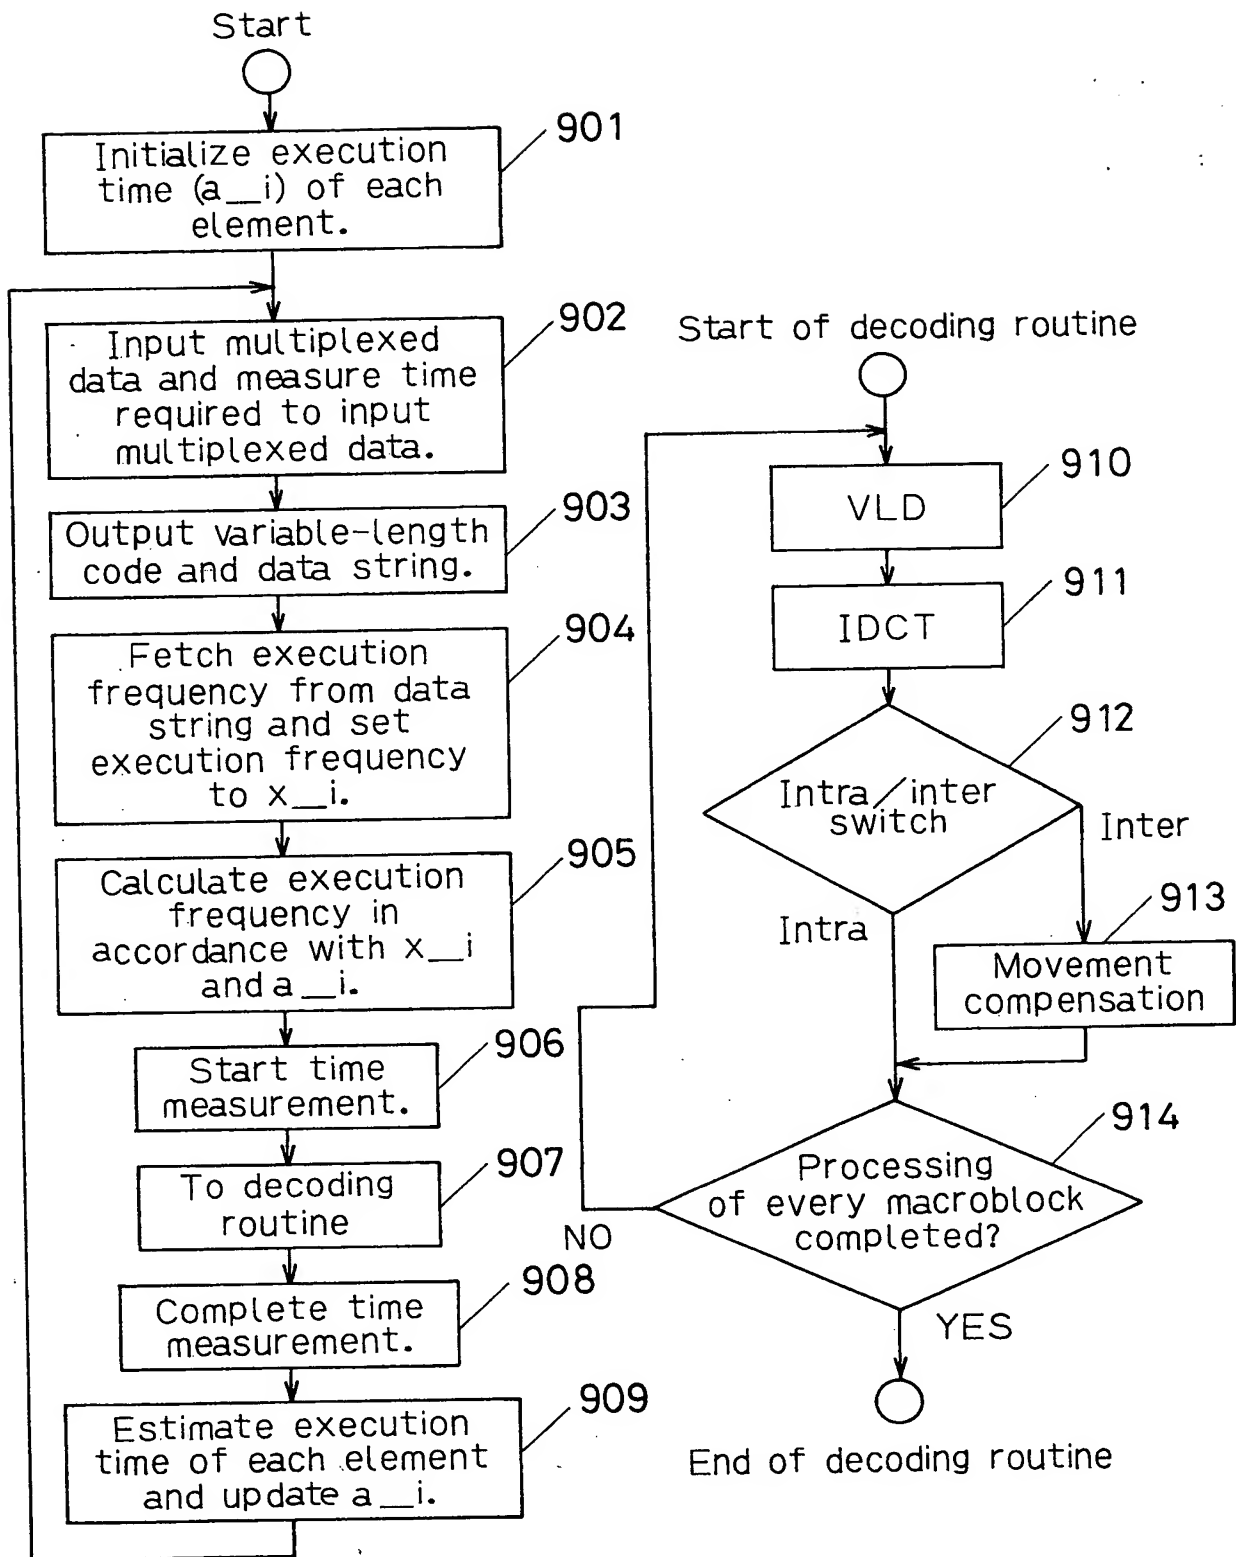 Start
901
Initialize execution
time (a__i) of each
element.
902
Input multiplexed
data and measure time
required to input
multiplexed data.
903
Output variable-length
code and data string.
904
Fetch execution
frequency from data
string and set
execution frequency
to x__i.
905
Calculate execution
frequency in
accordance with x__i
and a__i.
906
Start time
measurement.
907
To decoding
routine
908
Complete time
measurement.
909
Estimate execution
time of each element
and update a__i.
Start of decoding routine
910
VLD
911
IDCT
912
Intra/inter
switch
Inter
Intra
913
Movement
compensation
914
Processing
of every macroblock
completed?
NO
YES
End of decoding routine